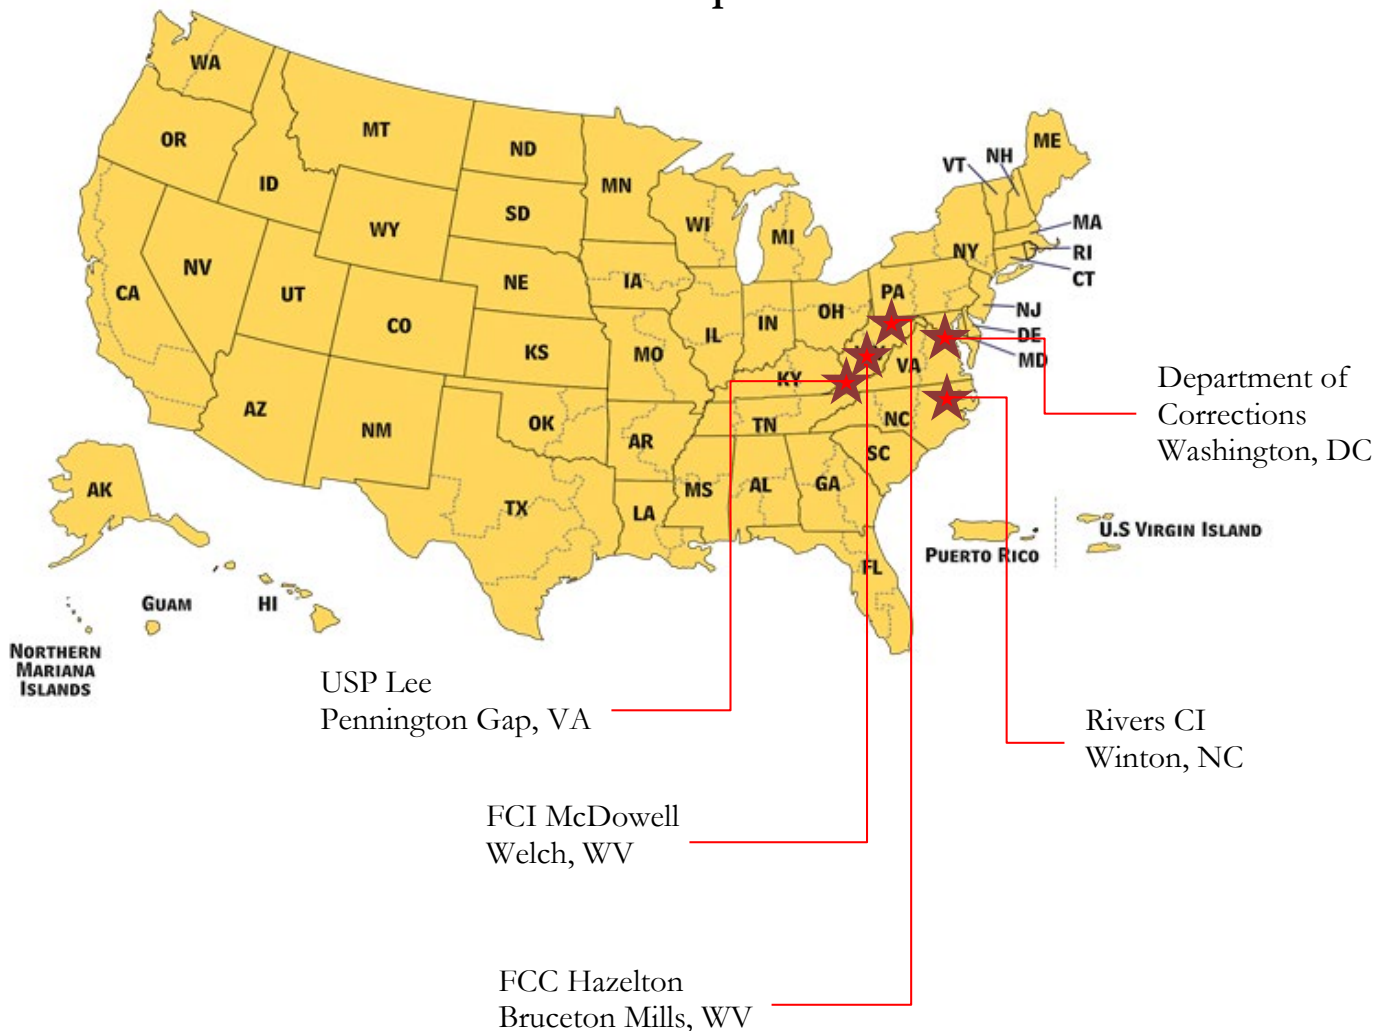 WA
OR
MT
ND
ID
MN
SD
WY
WI
MI
ME
VT
NH
NY
MA
RI
CT
NV
CA
UT
NE
IA
CO
KS
MO
IL
IN
OH
PA
NJ
DE
MD
VA
KY
AZ
NM
OK
AR
TN
NC
SC
MS
AL
GA
LA
TX
FL
AK
HI
GUAM
NORTHERN
MARIANA
ISLANDS
PUERTO RICO
U.S VIRGIN ISLAND
Department of
Corrections
Washington, DC
USP Lee
Pennington Gap, VA
Rivers CI
Winton, NC
FCI McDowell
Welch, WV
FCC Hazelton
Bruceton Mills, WV